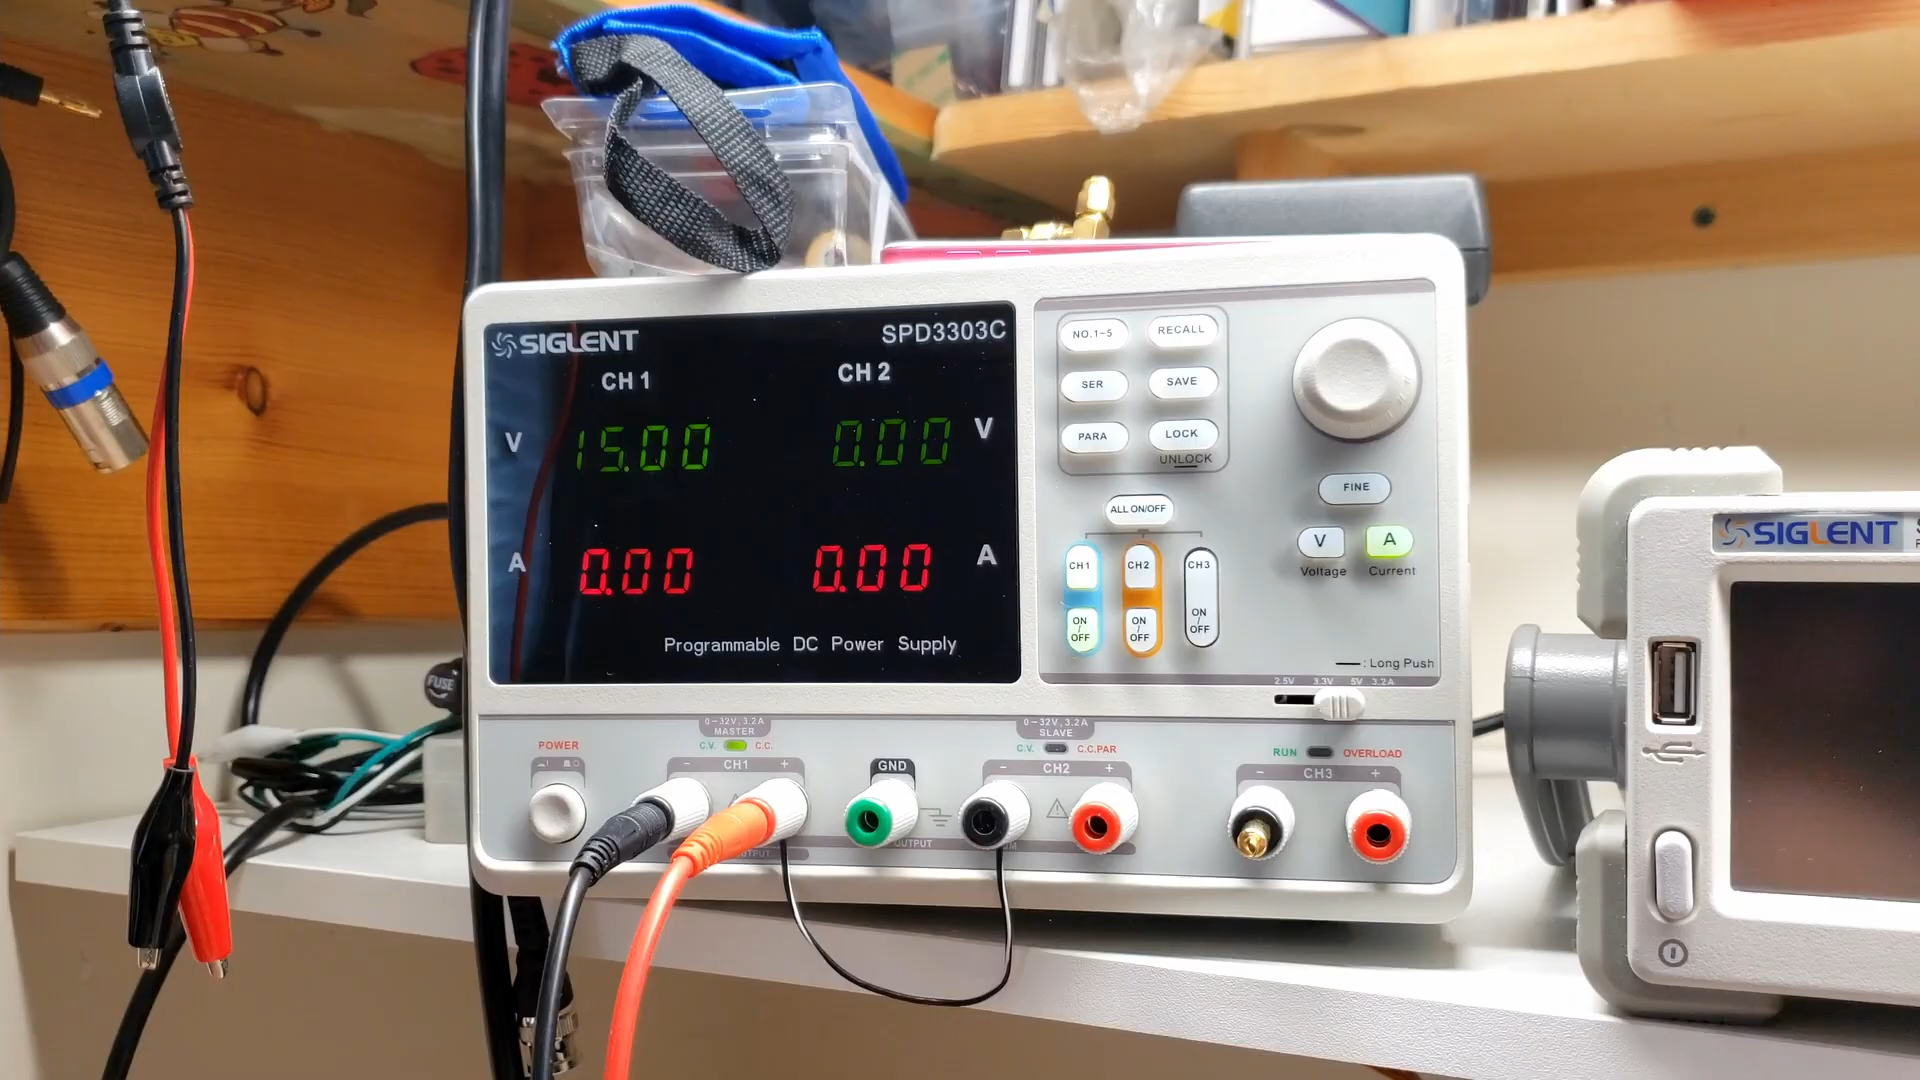 SIGLENT
SPD3303C
CH 1
CH 2
V
15.00
0.00
V
A
0.00
0.00
A
Programmable DC Power Supply
NO.1~5
RECALL
SER
SAVE
PARA
LOCK
UNLOCK
FINE
ALL ON/OFF
V
A
Voltage
Current
CH1
CH2
CH3
ON/OFF
ON/OFF
ON/OFF
: Long Push
2.5V 3.3V 5V 3.2A
0~32V, 3.2A
MASTER
C.V.
C.C.
0~32V, 3.2A
SLAVE
C.V.
C.C.PAR
POWER
- CH1 +
GND
- CH2 +
RUN
OVERLOAD
- CH3 +
OUTPUT
FUSE
SIGLENT